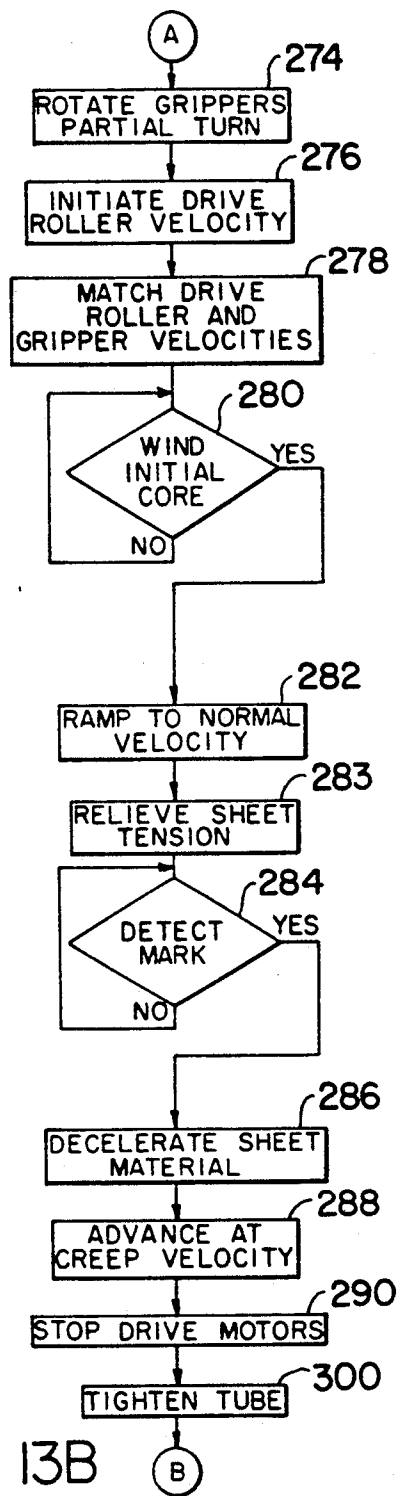 A
274
ROTATE GRIPPERS
PARTIAL TURN
276
INITIATE DRIVE
ROLLER VELOCITY
278
MATCH DRIVE
ROLLER AND
GRIPPER VELOCITIES
280
WIND
INITIAL
CORE
YES
NO
282
RAMP TO NORMAL
VELOCITY
283
RELIEVE SHEET
TENSION
284
DETECT
MARK
YES
NO
286
DECELERATE SHEET
MATERIAL
288
ADVANCE AT
CREEP VELOCITY
290
STOP DRIVE MOTORS
300
TIGHTEN TUBE
13B
B